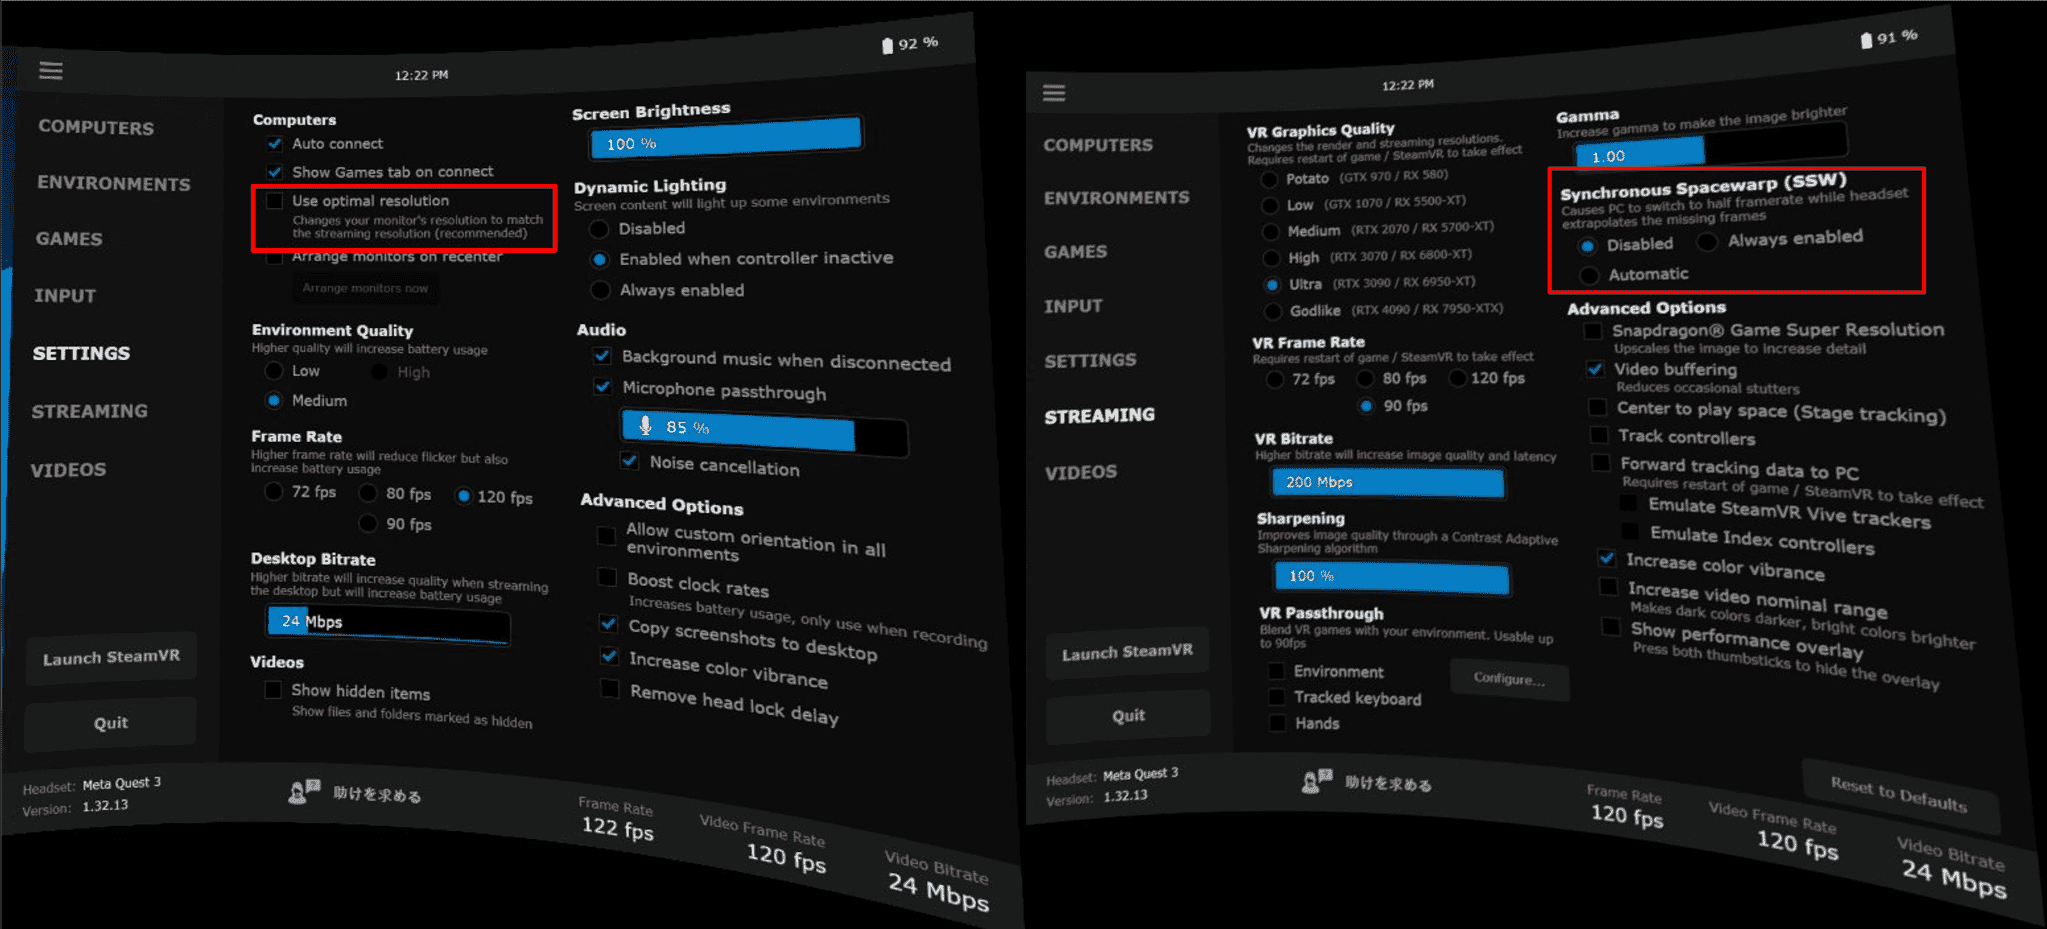 92 %
12:22 PM
COMPUTERS
ENVIRONMENTS
GAMES
INPUT
SETTINGS
STREAMING
VIDEOS
Launch SteamVR
Quit
Computers
Auto connect
Show Games tab on connect
Use optimal resolution
Changes your monitor's resolution to match
the streaming resolution (recommended)
Arrange monitors on recenter
Arrange monitors now
Environment Quality
Higher quality will increase battery usage
Low High
Medium
Frame Rate
Higher frame rate will reduce flicker but also
increase battery usage
72 fps 80 fps 120 fps
90 fps
Desktop Bitrate
Higher bitrate will increase quality when streaming
the desktop but will increase battery usage
24 Mbps
Videos
Show hidden items
Show files and folders marked as hidden
Screen Brightness
100 %
Dynamic Lighting
Screen content will light up some environments
Disabled
Enabled when controller inactive
Always enabled
Audio
Background music when disconnected
Microphone passthrough
85 %
Noise cancellation
Advanced Options
Allow custom orientation in all
environments
Boost clock rates
Increases battery usage, only use when recording
Copy screenshots to desktop
Increase color vibrance
Remove head lock delay
Headset: Meta Quest 3
Version: 1.32.13
助けを求める
Frame Rate
122 fps
Video Frame Rate
120 fps
Video Bitrate
24 Mbps
91 %
12:22 PM
COMPUTERS
ENVIRONMENTS
GAMES
INPUT
SETTINGS
STREAMING
VIDEOS
Launch SteamVR
Quit
VR Graphics Quality
Changes the render and streaming resolutions.
Requires restart of game / SteamVR to take effect
Potato (GTX 970 / RX 580)
Low (GTX 1070 / RX 5500-XT)
Medium (RTX 2070 / RX 5700-XT)
High (RTX 3070 / RX 6800-XT)
Ultra (RTX 3090 / RX 6950-XT)
Godlike (RTX 4090 / RX 7950-XTX)
VR Frame Rate
Requires restart of game / SteamVR to take effect
72 fps 80 fps 120 fps
90 fps
VR Bitrate
Higher bitrate will increase image quality and latency
200 Mbps
Sharpening
Improves image quality through a Contrast Adaptive
Sharpening algorithm
100 %
VR Passthrough
Blend VR games with your environment. Usable up
to 90fps
Environment
Configure...
Tracked keyboard
Hands
Gamma
Increase gamma to make the image brighter
1.00
Synchronous Spacewarp (SSW)
Causes PC to switch to half framerate while headset
extrapolates the missing frames
Disabled Always enabled
Automatic
Advanced Options
Snapdragon® Game Super Resolution
Upscales the image to increase detail
Video buffering
Reduces occasional stutters
Center to play space (Stage tracking)
Track controllers
Forward tracking data to PC
Requires restart of game / SteamVR to take effect
Emulate SteamVR Vive trackers
Emulate Index controllers
Increase color vibrance
Increase video nominal range
Makes dark colors darker, bright colors brighter
Show performance overlay
Press both thumbsticks to hide the overlay
Reset to Defaults
Headset: Meta Quest 3
Version: 1.32.13
助けを求める
Frame Rate
120 fps
Video Frame Rate
120 fps
Video Bitrate
24 Mbps